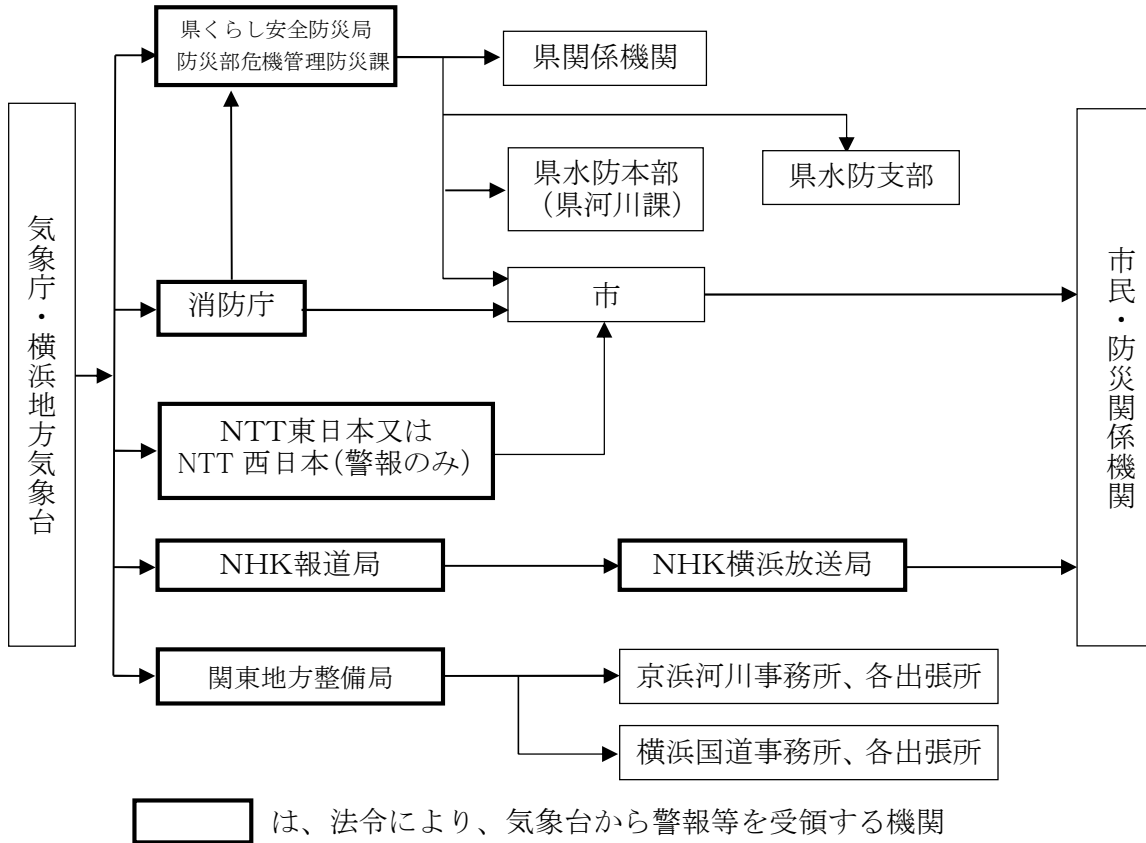 県くらし安全防災局
防災部危機管理防災課
県関係機関
県水防本部
（県河川課）
県水防支部
気象庁・横浜地方気象台
消防庁
市
市民・防災関係機関
NTT東日本又は
NTT 西日本（警報のみ）
NHK報道局
NHK横浜放送局
関東地方整備局
京浜河川事務所、各出張所
横浜国道事務所、各出張所
は、法令により、気象台から警報等を受領する機関